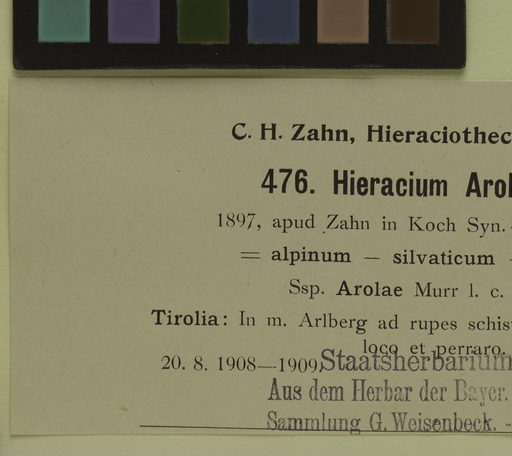 C. H. Zahn, Hieraciothec
476. Hieracium Arol
1897, apud Zahn in Koch Syn.
= alpinum — silvaticum -
Ssp. Arolae Murr l. c.
Tirolia: In m. Arlberg ad rupes schis
loco et perraro.
20. 8. 1908—1909,
Staatsherbarium
Aus dem Herbar der Bayer.
Sammlung G. Weisenbeck. -